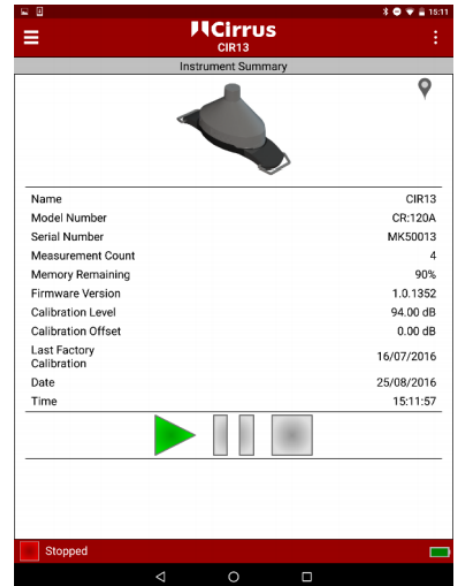 15:11
Cirrus
CIR13
Instrument Summary
Name CIR13
Model Number CR:120A
Serial Number MK50013
Measurement Count 4
Memory Remaining 90%
Firmware Version 1.0.1352
Calibration Level 94.00 dB
Calibration Offset 0.00 dB
Last Factory
Calibration 16/07/2016
Date 25/08/2016
Time 15:11:57
Stopped